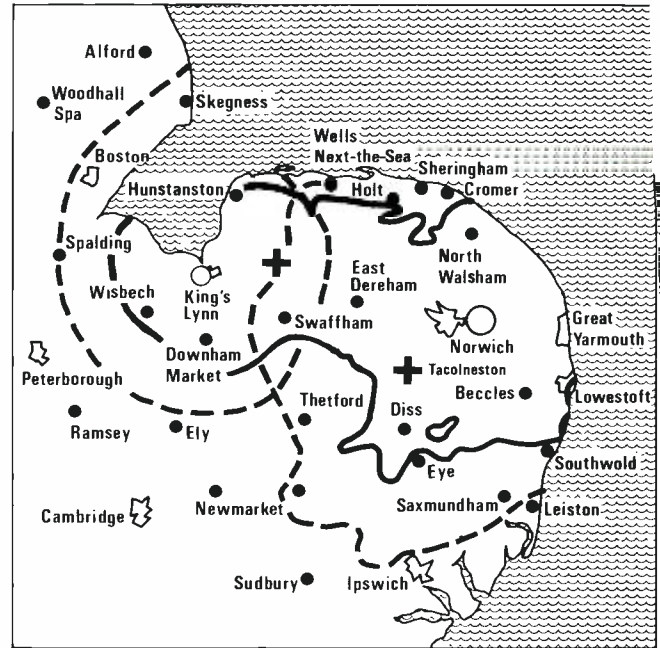 Alford
Woodhall
Spa
Skegness
Boston
Wells
Next-the-Sea
Hunstanston
Holt
Sheringham
Cromer
Spalding
North
Walsham
King's
Lynn
East
Dereham
Wisbech
Swaffham
Norwich
Great
Yarmouth
Downham
Market
Tacolneston
Peterborough
Beccles
Lowestoft
Thetford
Ramsey
Ely
Diss
Eye
Southwold
Cambridge
Newmarket
Saxmundham
Leiston
Sudbury
Ipswich